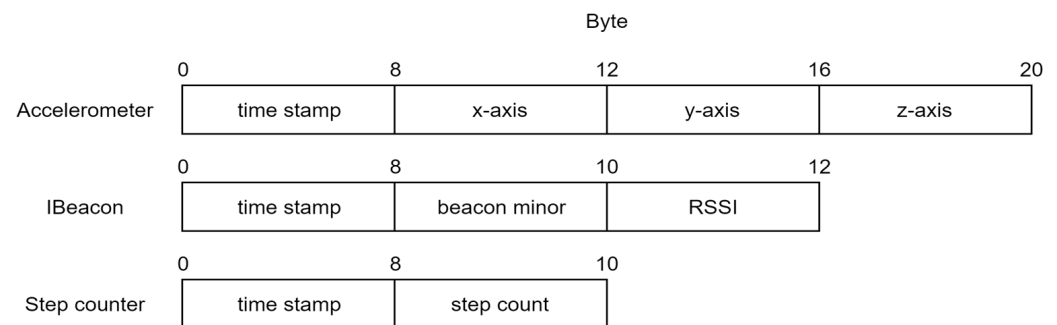 Byte
0 8 12 16 20
Accelerometer time stamp x-axis y-axis z-axis
0 8 10 12
IBeacon time stamp beacon minor RSSI
0 8 10
Step counter time stamp step count